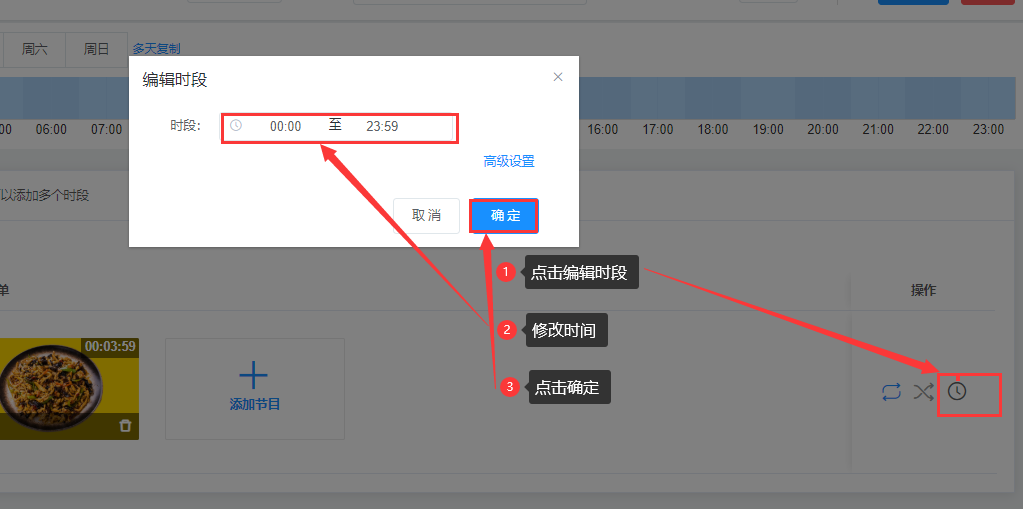 周六 周日 多天复制
编辑时段
时段: 00:00 至 23:59
00 06:00 07:00 16:00 17:00 18:00 19:00 20:00 21:00 22:00 23:00
高级设置
以添加多个时段
取消 确定
1 点击编辑时段
单 操作
2 修改时间
00:03:59
3 点击确定
添加节目